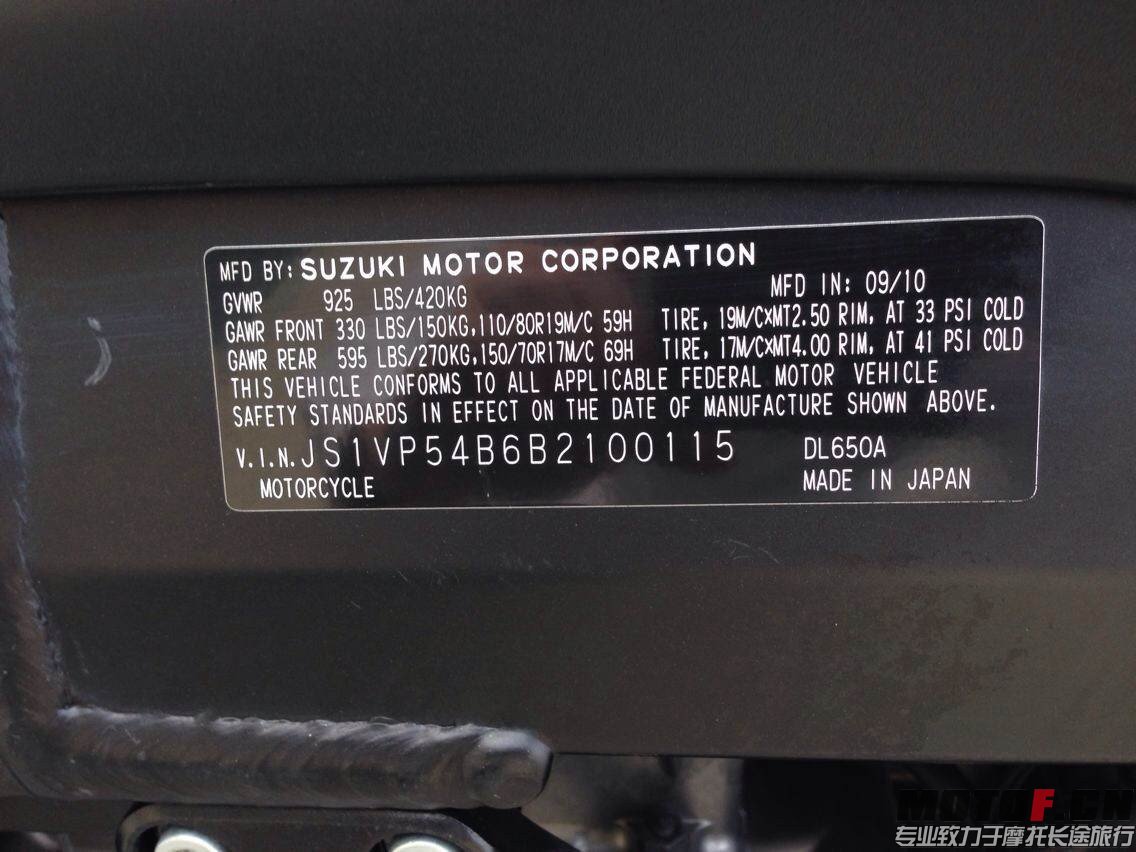 MFD BY: SUZUKI MOTOR CORPORATION
GVWR 925 LBS/420KG MFD IN: 09/10
GAWR FRONT 330 LBS/150KG,110/80R19M/C 59H TIRE, 19M/C×MT2.50 RIM, AT 33 PSI COLD
GAWR REAR 595 LBS/270KG,150/70R17M/C 69H TIRE, 17M/C×MT4.00 RIM, AT 41 PSI COLD
THIS VEHICLE CONFORMS TO ALL APPLICABLE FEDERAL MOTOR VEHICLE
SAFETY STANDARDS IN EFFECT ON THE DATE OF MANUFACTURE SHOWN ABOVE.
V.I.N. JS1VP54B6B2100115 DL650A
MOTORCYCLE MADE IN JAPAN
MOTOF.CN
专业致力于摩托长途旅行